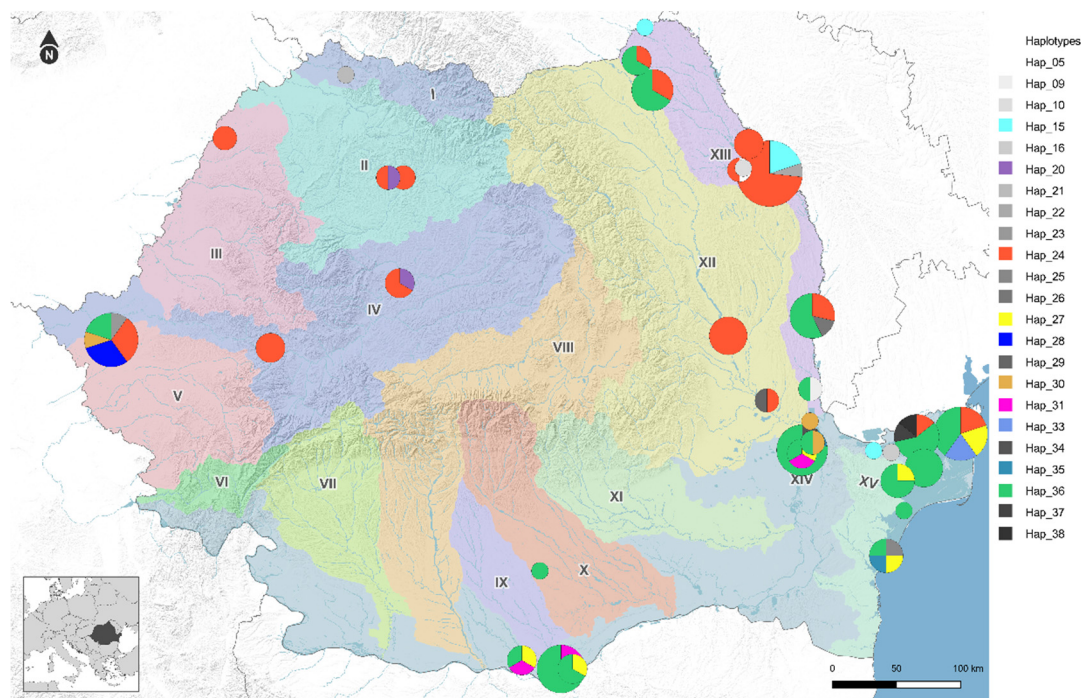 N
I
II
III
IV
V
VI
VII
VIII
IX
X
XI
XII
XIII
XIV
XV
0 50 100 km
Haplotypes
Hap_05
Hap_09
Hap_10
Hap_15
Hap_16
Hap_20
Hap_21
Hap_22
Hap_23
Hap_24
Hap_25
Hap_26
Hap_27
Hap_28
Hap_29
Hap_30
Hap_31
Hap_33
Hap_34
Hap_35
Hap_36
Hap_37
Hap_38